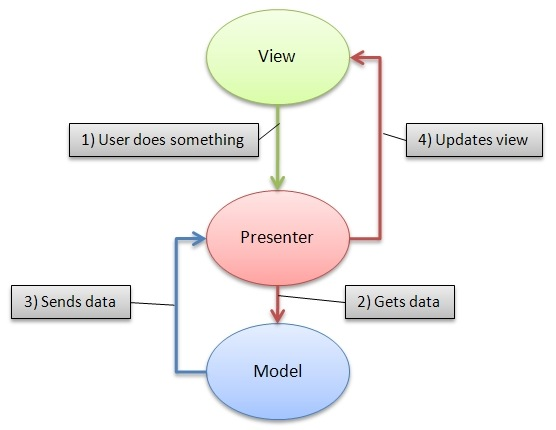 View
1) User does something
4) Updates view
Presenter
3) Sends data
2) Gets data
Model